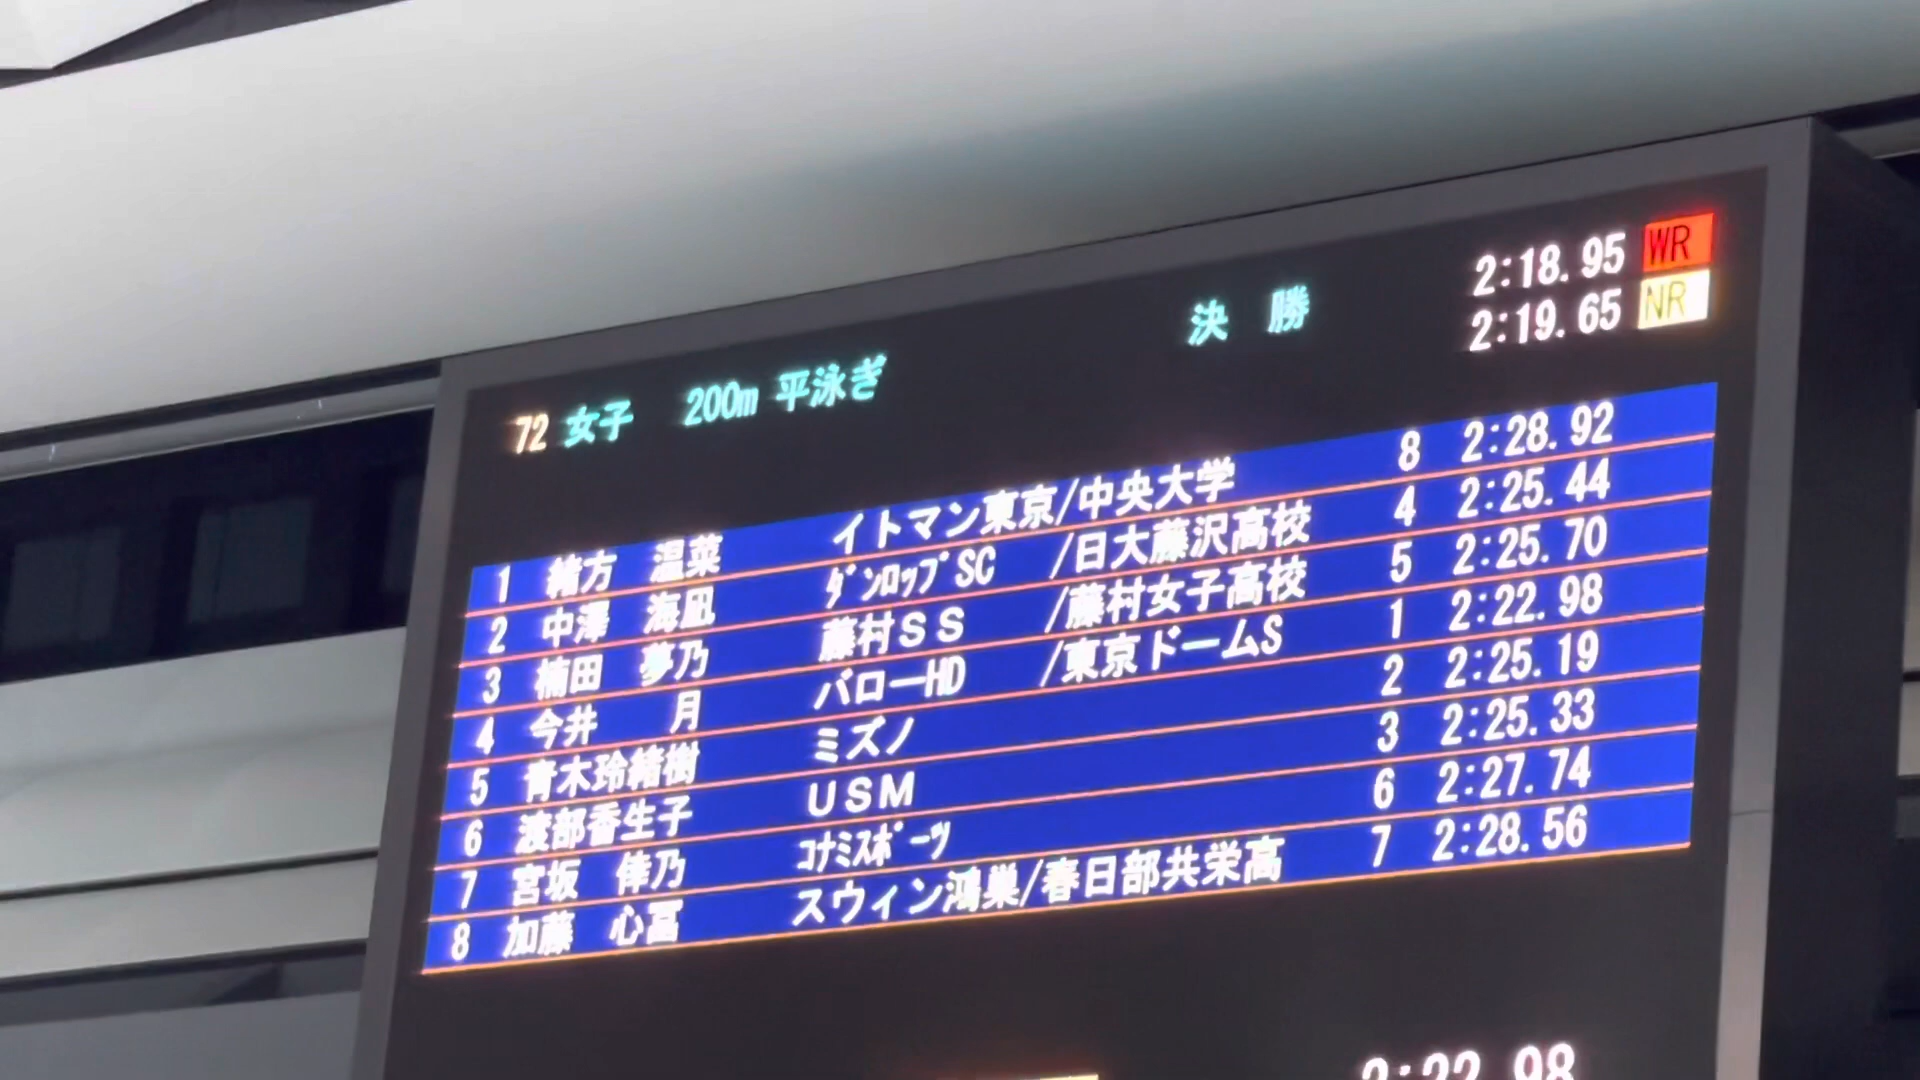 2:18.95 WR
72 女子 200m 平泳ぎ 決 勝 2:19.65 NR
1 緒方 温菜 イトマン東京/中央大学 8 2:28.92
2 中澤 海凪 ダンロップSC /日大藤沢高校 4 2:25.44
3 楠田 夢乃 藤村SS /藤村女子高校 5 2:25.70
4 今井 月 バローHD /東京ドームS 1 2:22.98
5 青木玲緒樹 ミズノ 2 2:25.19
6 渡部香生子 USM 3 2:25.33
7 宮坂 倖乃 コナミスポーツ 6 2:27.74
8 加藤 心冨 スウィン鴻巣/春日部共栄高 7 2:28.56
2:22.98